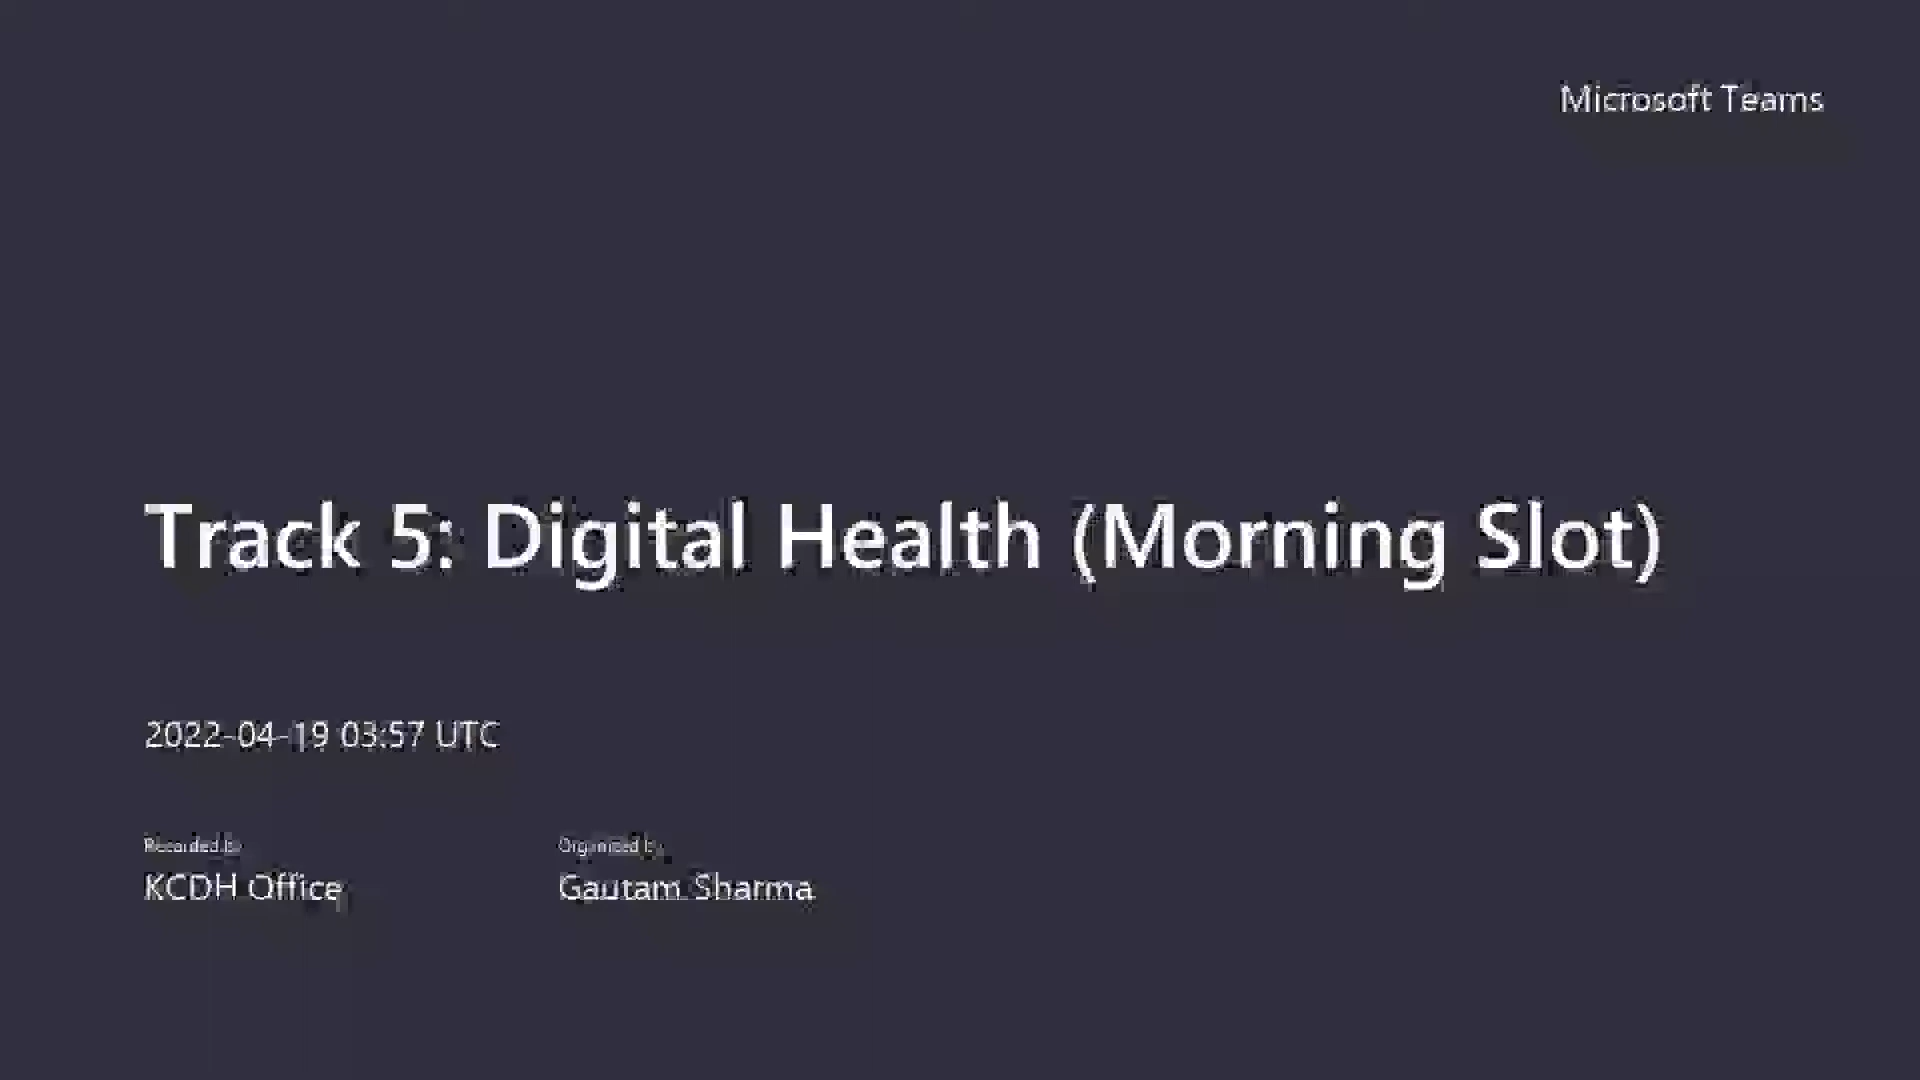 Microsoft Teams
Track 5: Digital Health (Morning Slot)
2022-04-19 03:57 UTC
Recorded by
Organized by
KCDH Office
Gautam Sharma